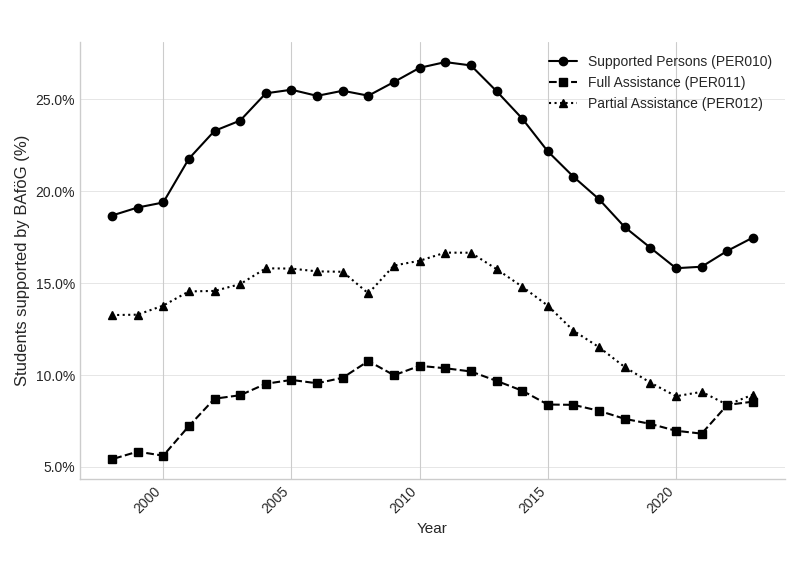 Supported Persons (PER010)
Full Assistance (PER011)
Partial Assistance (PER012)
Students supported by BAföG (%)
25.0%
20.0%
15.0%
10.0%
5.0%
2000
2005
2010
2015
2020
Year